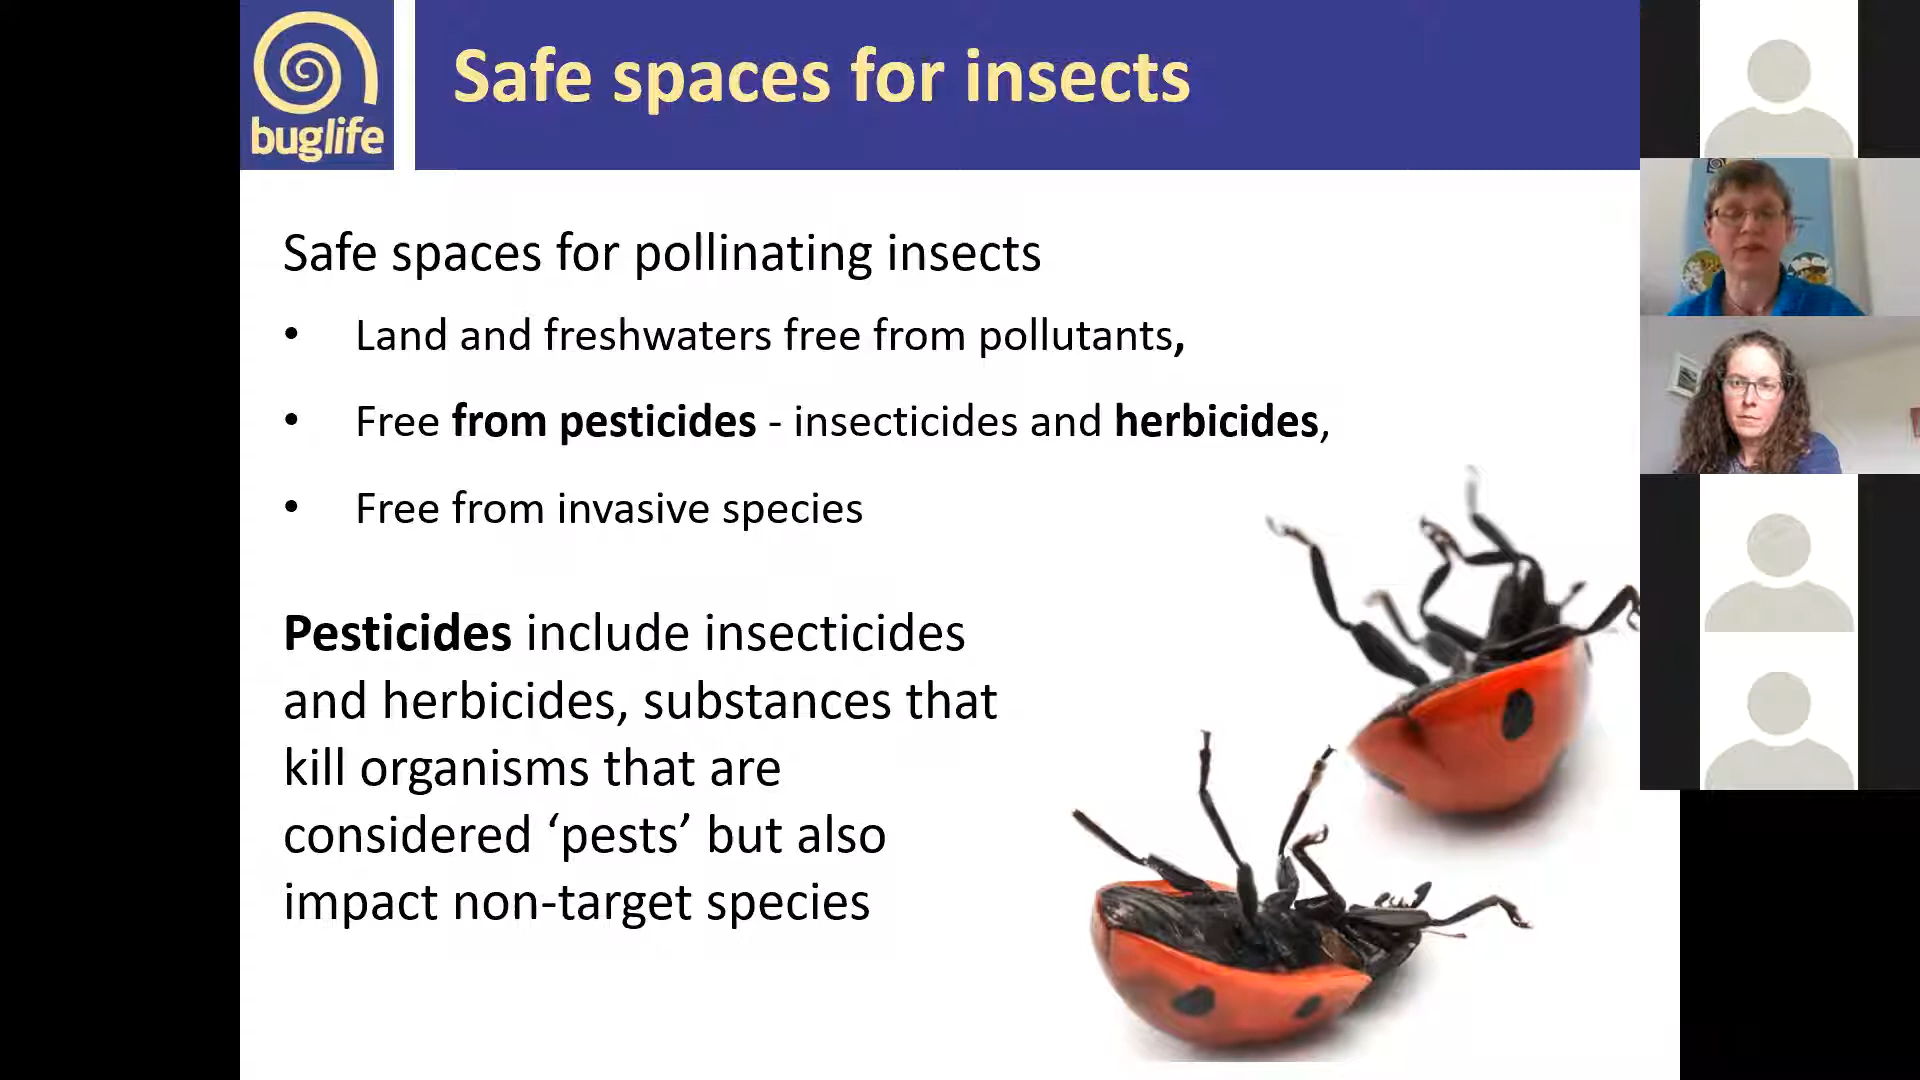 buglife
Safe spaces for insects
Safe spaces for pollinating insects
• Land and freshwaters free from pollutants,
• Free from pesticides - insecticides and herbicides,
• Free from invasive species
Pesticides include insecticides
and herbicides, substances that
kill organisms that are
considered ‘pests’ but also
impact non-target species